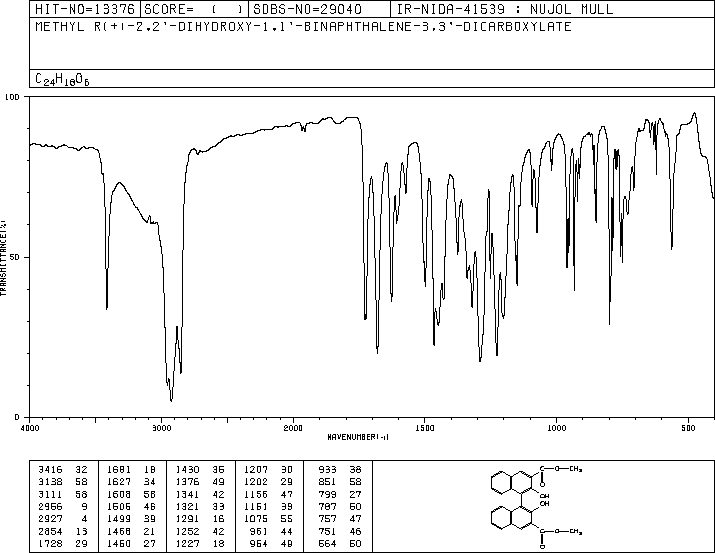 HIT-NO=13376 SCORE= ( ) SDBS-NO=29040 IR-NIDA-41539 : NUJOL MULL
METHYL R(+)-2,2'-DIHYDROXY-1,1'-BINAPHTHALENE-3,3'-DICARBOXYLATE
C24H18O6
100
50
0
TRANSMITTANCE(%)
4000 3000 2000 1500 1000 500
WAVENUMBER(-1)
3416 32 1681 18 1430 36 1207 30 933 38
3138 58 1627 34 1376 49 1202 29 851 58
3111 58 1608 58 1341 42 1156 47 799 27
2956 9 1506 46 1321 33 1151 39 787 50
2927 4 1499 39 1291 16 1075 55 757 47
2854 13 1468 21 1252 42 961 44 751 46
1728 29 1460 27 1227 18 954 49 564 50
C-O-CH3
O
OH
OH
C-O-CH3
O